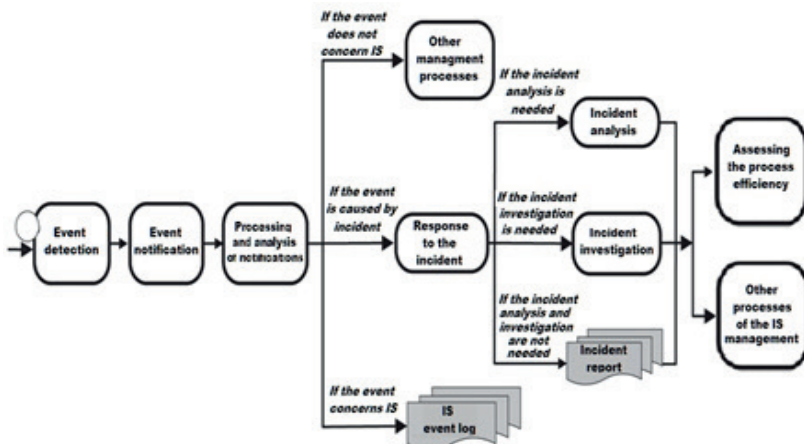 If the event
does not
concern IS
Other
managment
processes
If the incident
analysis is
needed
Incident
analysis
Assessing
the process
efficiency
Event
detection
Event
notification
Processing
and analysis
of notifications
If the event
is caused by
incident
Response
to the
incident
If the incident
investigation
is needed
Incident
investigation
If the incident
analysis and
investigation
are not
needed
Incident
report
Other
processes
of the IS
management
If the event
concerns IS
IS
event log